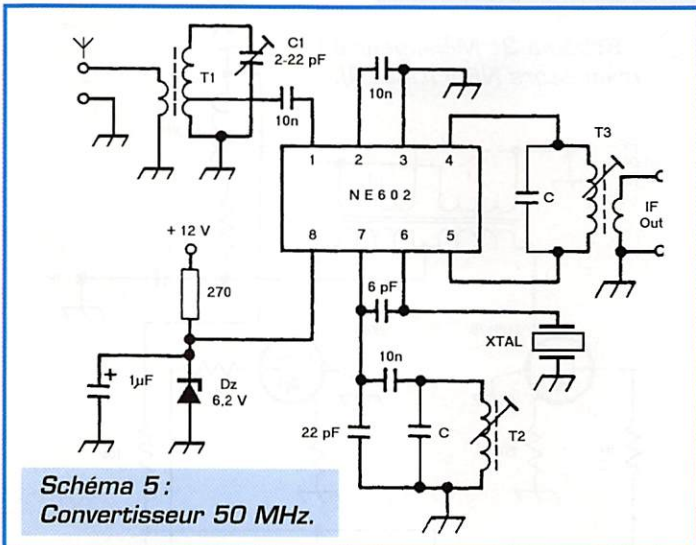 C1
2-22 pF
T1
10n
10n
1
2
3
4
NE602
8
7
6
5
T3
C
IF
Out
+ 12 V
270
1µF
+
Dz
6,2 V
6 pF
XTAL
10n
22 pF
C
T2
Schéma 5 :
Convertisseur 50 MHz.